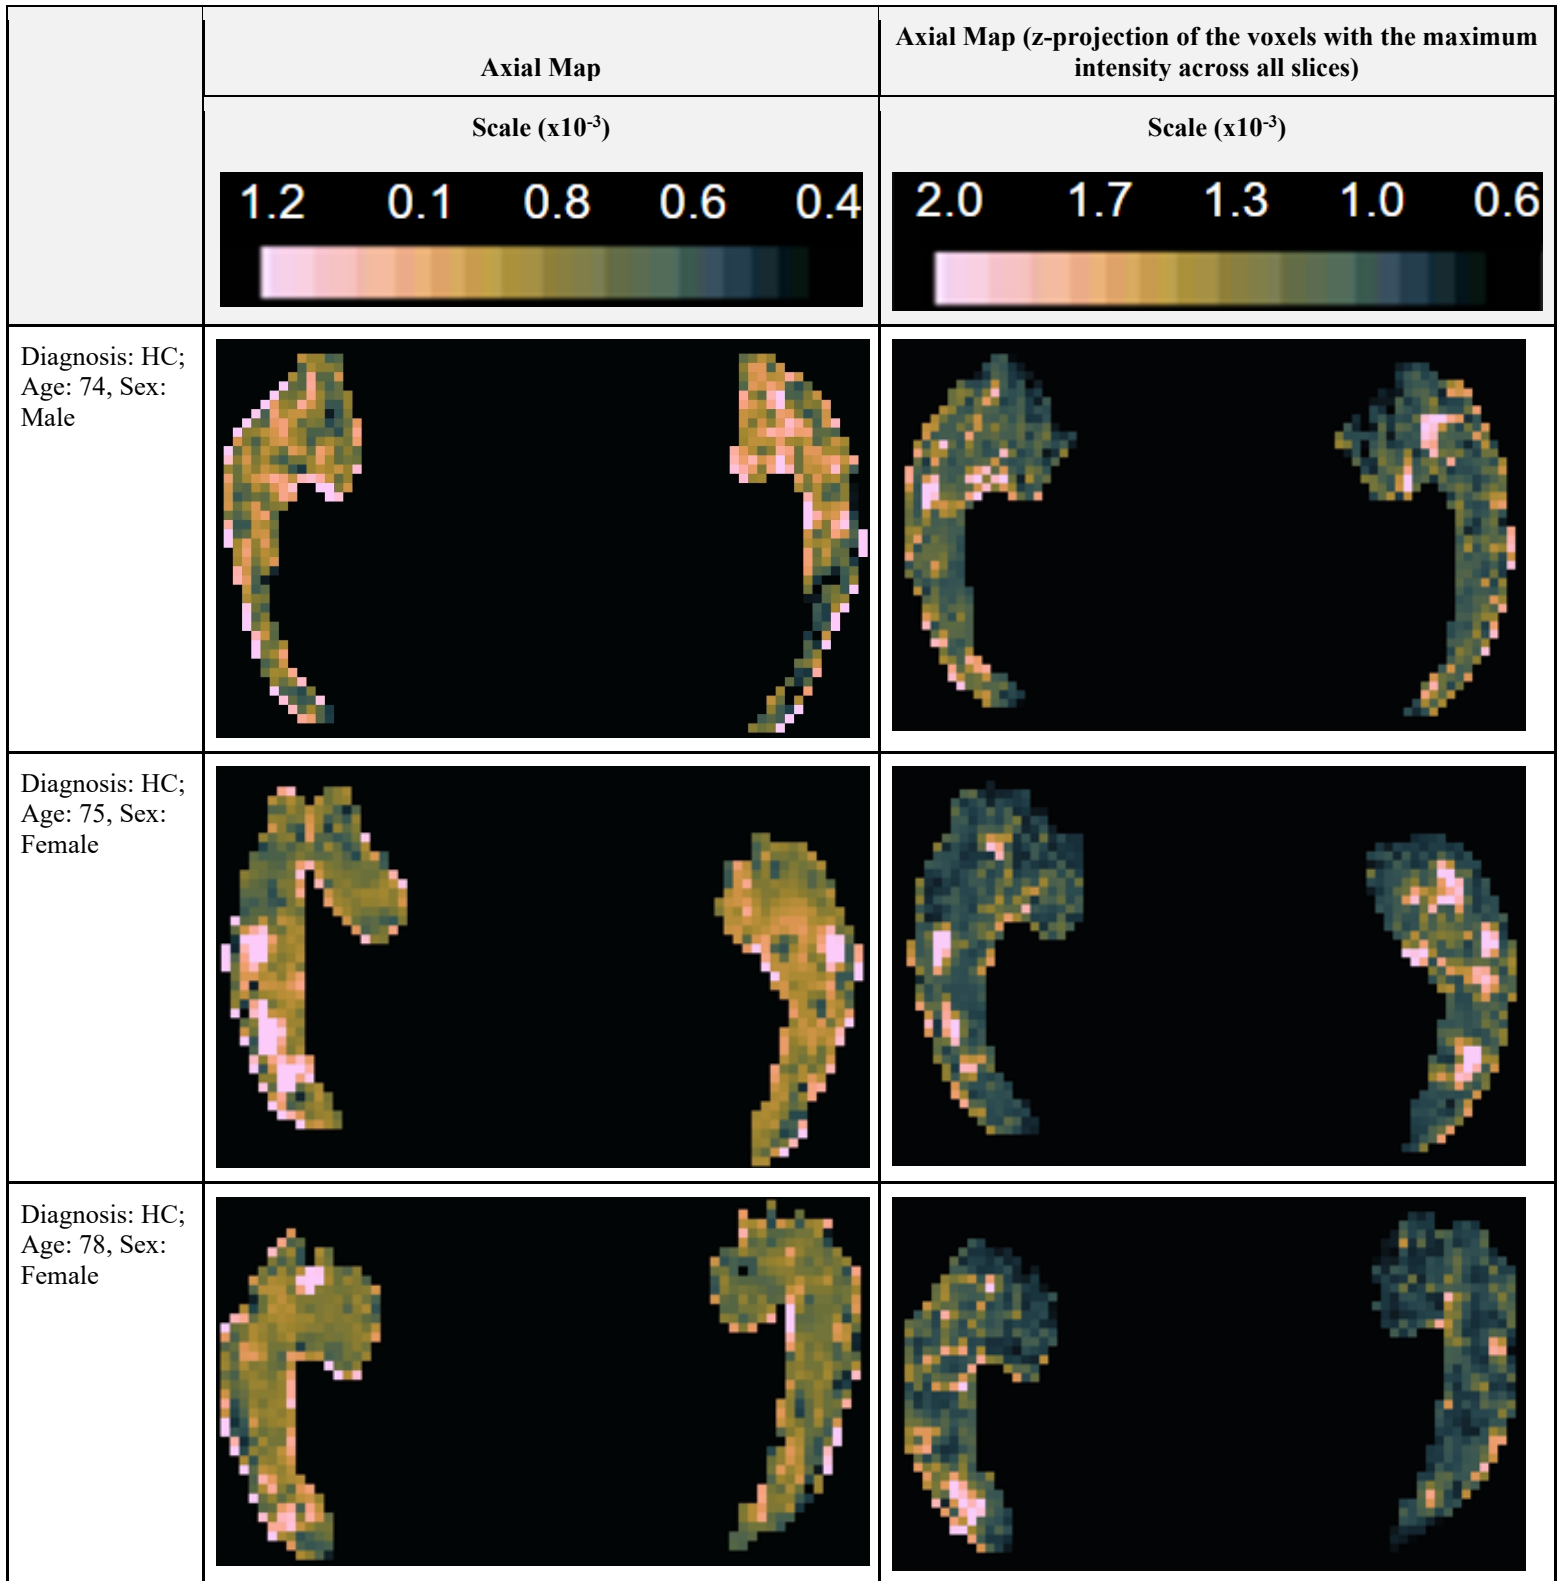 Axial Map
Axial Map (z-projection of the voxels with the maximum
intensity across all slices)
Scale (x10⁻³)
Scale (x10⁻³)
1.2 0.1 0.8 0.6 0.4
2.0 1.7 1.3 1.0 0.6
Diagnosis: HC;
Age: 74, Sex:
Male
Diagnosis: HC;
Age: 75, Sex:
Female
Diagnosis: HC;
Age: 78, Sex:
Female